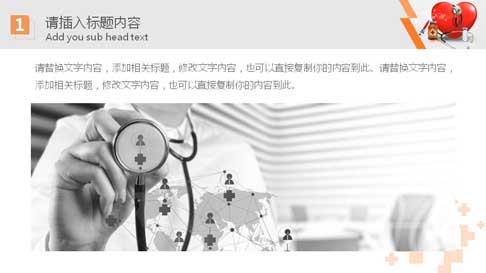 1
请插入标题内容
Add you sub head text
请替换文字内容，添加相关标题，修改文字内容，也可以直接复制你的内容到此。请替换文字内容，
添加相关标题，修改文字内容，也可以直接复制你的内容到此。